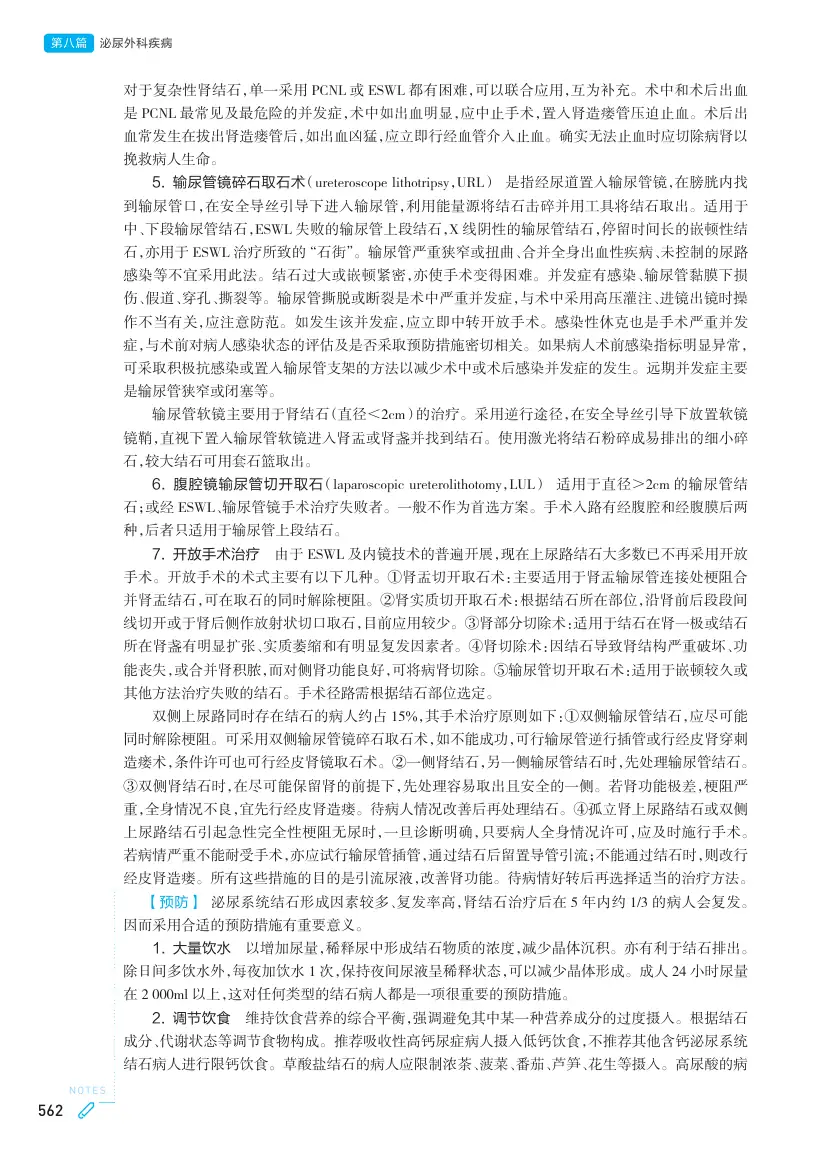 第八篇 泌尿外科疾病
对于复杂性肾结石,单一采用 PCNL 或 ESWL 都有困难,可以联合应用,互为补充。术中和术后出血
是 PCNL 最常见及最危险的并发症,术中如出血明显,应中止手术,置入肾造瘘管压迫止血。术后出
血常发生在拔出肾造瘘管后,如出血凶猛,应立即行经血管介入止血。确实无法止血时应切除病肾以
挽救病人生命。
5. 输尿管镜碎石取石术(ureteroscope lithotripsy,URL) 是指经尿道置入输尿管镜,在膀胱内找
到输尿管口,在安全导丝引导下进入输尿管,利用能量源将结石击碎并用工具将结石取出。适用于
中、下段输尿管结石,ESWL 失败的输尿管上段结石,X 线阴性的输尿管结石,停留时间长的嵌顿性结
石,亦用于 ESWL 治疗所致的“石街”。输尿管严重狭窄或扭曲、合并全身出血性疾病、未控制的尿路
感染等不宜采用此法。结石过大或嵌顿紧密,亦使手术变得困难。并发症有感染、输尿管黏膜下损
伤、假道、穿孔、撕裂等。输尿管撕脱或断裂是术中严重并发症,与术中采用高压灌注、进镜出镜时操
作不当有关,应注意防范。如发生该并发症,应立即中转开放手术。感染性休克也是手术严重并发
症,与术前对病人感染状态的评估及是否采取预防措施密切相关。如果病人术前感染指标明显异常,
可采取积极抗感染或置入输尿管支架的方法以减少术中或术后感染并发症的发生。远期并发症主要
是输尿管狭窄或闭塞等。
输尿管软镜主要用于肾结石(直径<2cm)的治疗。采用逆行途径,在安全导丝引导下放置软镜
镜鞘,直视下置入输尿管软镜进入肾盂或肾盏并找到结石。使用激光将结石粉碎成易排出的细小碎
石,较大结石可用套石篮取出。
6. 腹腔镜输尿管切开取石(laparoscopic ureterolithotomy,LUL) 适用于直径>2cm 的输尿管结
石;或经 ESWL、输尿管镜手术治疗失败者。一般不作为首选方案。手术入路有经腹腔和经腹膜后两
种,后者只适用于输尿管上段结石。
7. 开放手术治疗 由于 ESWL 及内镜技术的普遍开展,现在上尿路结石大多数已不再采用开放
手术。开放手术的术式主要有以下几种。①肾盂切开取石术:主要适用于肾盂输尿管连接处梗阻合
并肾盂结石,可在取石的同时解除梗阻。②肾实质切开取石术:根据结石所在部位,沿肾前后段段间
线切开或于肾后侧作放射状切口取石,目前应用较少。③肾部分切除术:适用于结石在肾一极或结石
所在肾盏有明显扩张、实质萎缩和有明显复发因素者。④肾切除术:因结石导致肾结构严重破坏、功
能丧失,或合并肾积脓,而对侧肾功能良好,可将病肾切除。⑤输尿管切开取石术:适用于嵌顿较久或
其他方法治疗失败的结石。手术径路需根据结石部位选定。
双侧上尿路同时存在结石的病人约占 15%,其手术治疗原则如下:①双侧输尿管结石,应尽可能
同时解除梗阻。可采用双侧输尿管镜碎石取石术,如不能成功,可行输尿管逆行插管或行经皮肾穿刺
造瘘术,条件许可也可行经皮肾镜取石术。②一侧肾结石,另一侧输尿管结石时,先处理输尿管结石。
③双侧肾结石时,在尽可能保留肾的前提下,先处理容易取出且安全的一侧。若肾功能极差,梗阻严
重,全身情况不良,宜先行经皮肾造瘘。待病人情况改善后再处理结石。④孤立肾上尿路结石或双侧
上尿路结石引起急性完全性梗阻无尿时,一旦诊断明确,只要病人全身情况许可,应及时施行手术。
若病情严重不能耐受手术,亦应试行输尿管插管,通过结石后留置导管引流;不能通过结石时,则改行
经皮肾造瘘。所有这些措施的目的是引流尿液,改善肾功能。待病情好转后再选择适当的治疗方法。
【预防】 泌尿系统结石形成因素较多、复发率高,肾结石治疗后在 5 年内约 1/3 的病人会复发。
因而采用合适的预防措施有重要意义。
1. 大量饮水 以增加尿量,稀释尿中形成结石物质的浓度,减少晶体沉积。亦有利于结石排出。
除日间多饮水外,每夜加饮水 1 次,保持夜间尿液呈稀释状态,可以减少晶体形成。成人 24 小时尿量
在 2 000ml 以上,这对任何类型的结石病人都是一项很重要的预防措施。
2. 调节饮食 维持饮食营养的综合平衡,强调避免其中某一种营养成分的过度摄入。根据结石
成分、代谢状态等调节食物构成。推荐吸收性高钙尿症病人摄入低钙饮食,不推荐其他含钙泌尿系统
结石病人进行限钙饮食。草酸盐结石的病人应限制浓茶、菠菜、番茄、芦笋、花生等摄入。高尿酸的病
NOTES
562